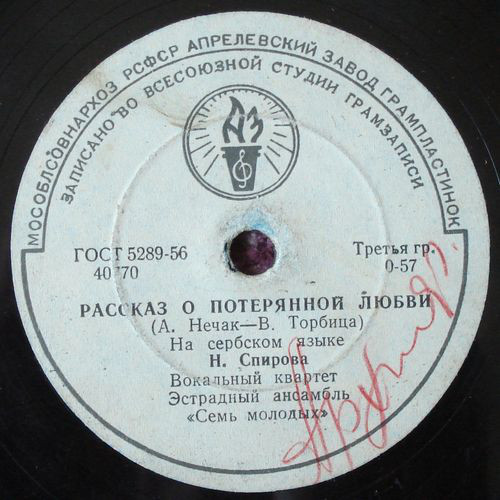 МОСОБЛСОВНАРХОЗ РСФСР АПРЕЛЕВСКИЙ ЗАВОД ГРАМПЛАСТИНОК
ЗАПИСАНО ВО ВСЕСОЮЗНОЙ СТУДИИ ГРАМЗАПИСИ
АЗ
ГОСТ 5289-56
40770
Третья гр.
0-57
РАССКАЗ О ПОТЕРЯННОЙ ЛЮБВИ
(А. Нечак—В. Торбица)
На сербском языке
Н. Спирова
Вокальный квартет
Эстрадный ансамбль
«Семь молодых»